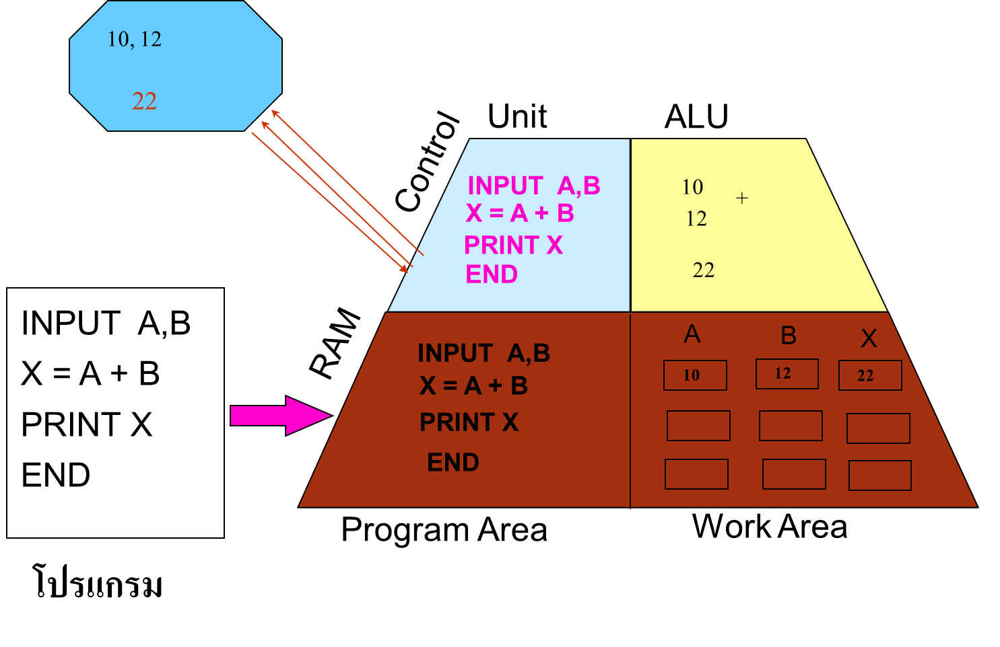 10, 12
22
Control Unit
ALU
INPUT A,B
X = A + B
PRINT X
END
10
+
12
22
INPUT A,B
X = A + B
PRINT X
END
โปรแกรม
RAM
INPUT A,B
X = A + B
PRINT X
END
A B X
10 12 22
Program Area
Work Area